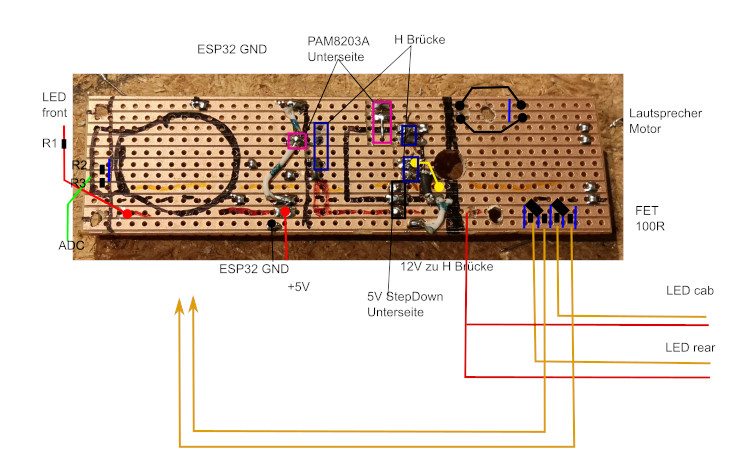 ESP32 GND
PAM8203A
Unterseite
H Brücke
LED
front
R1
R2
R3
ADC
Lautsprecher
Motor
FET
100R
ESP32 GND
+5V
12V zu H Brücke
5V StepDown
Unterseite
LED cab
LED rear